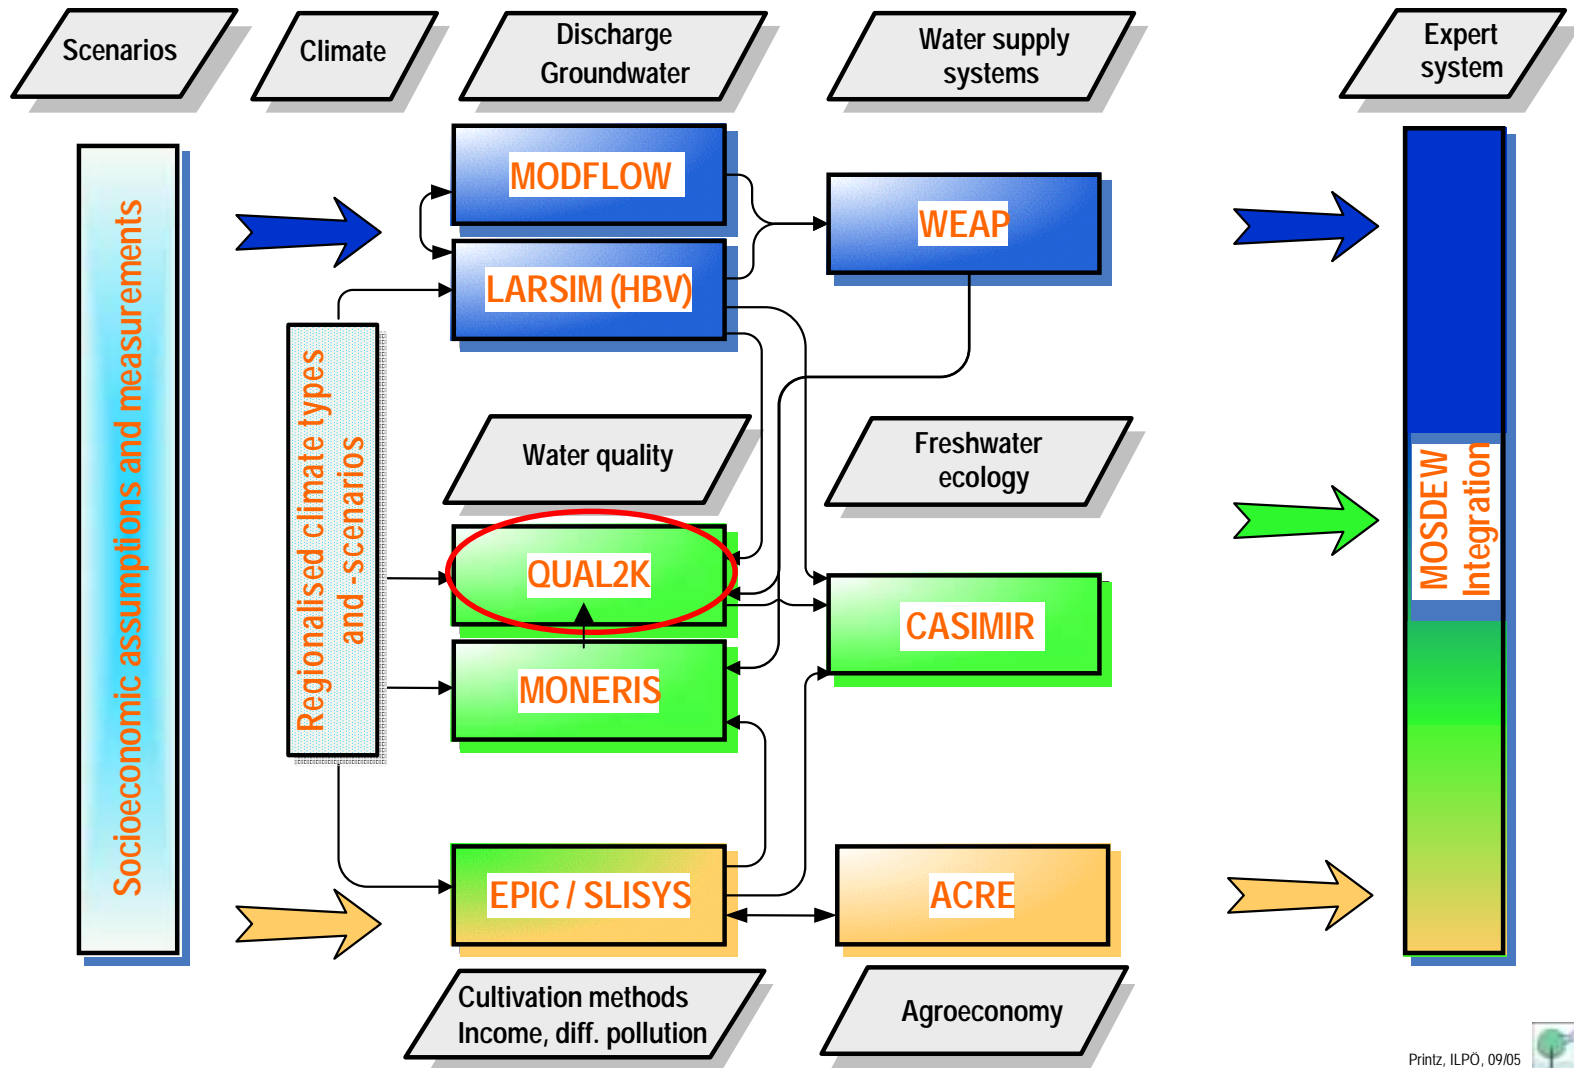 Scenarios
Climate
Discharge
Groundwater
Water supply
systems
Expert
system
Socioeconomic assumptions and measurements
MODFLOW
WEAP
LARSIM (HBV)
Regionalised climate types
and -scenarios
Water quality
Freshwater
ecology
MOSDEW
Integration
QUAL2K
CASIMIR
MONERIS
EPIC / SLISYS
ACRE
Cultivation methods
Income, diff. pollution
Agroeconomy
Printz, ILPÖ, 09/05